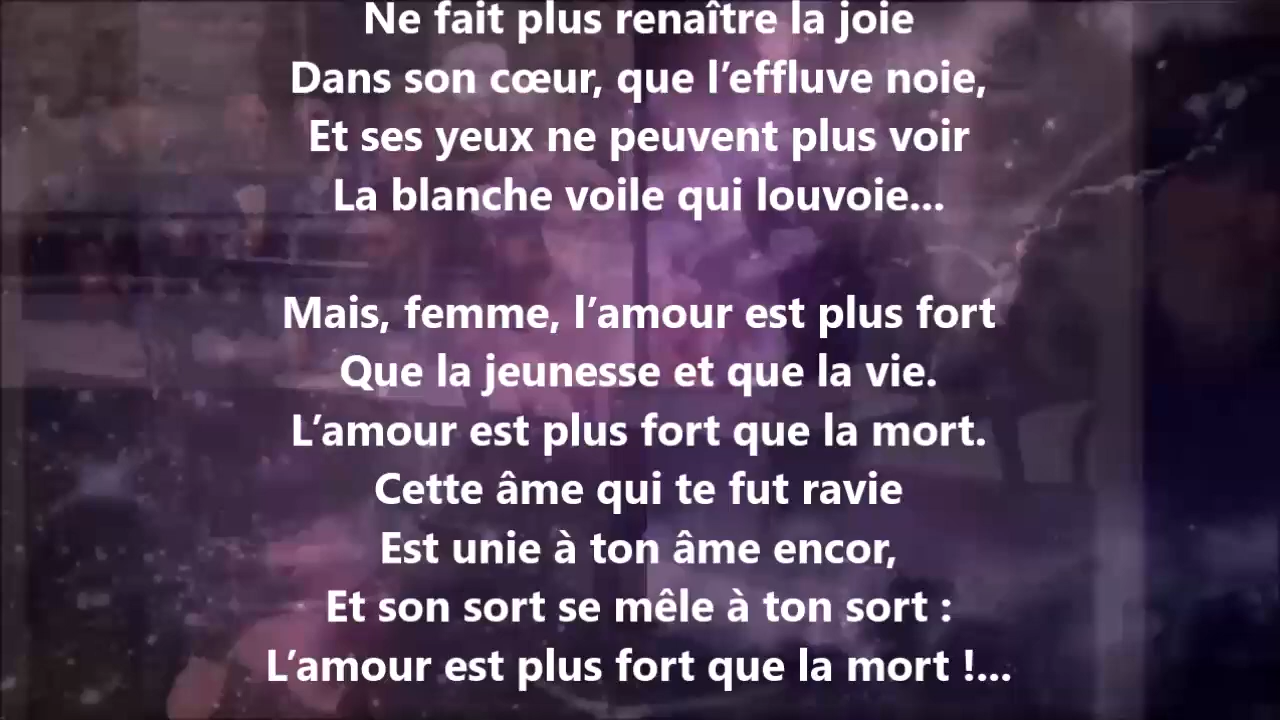 Ne fait plus renaître la joie
Dans son cœur, que l’effluve noie,
Et ses yeux ne peuvent plus voir
La blanche voile qui louvoie...
Mais, femme, l’amour est plus fort
Que la jeunesse et que la vie.
L’amour est plus fort que la mort.
Cette âme qui te fut ravie
Est unie à ton âme encor,
Et son sort se mêle à ton sort :
L’amour est plus fort que la mort !...